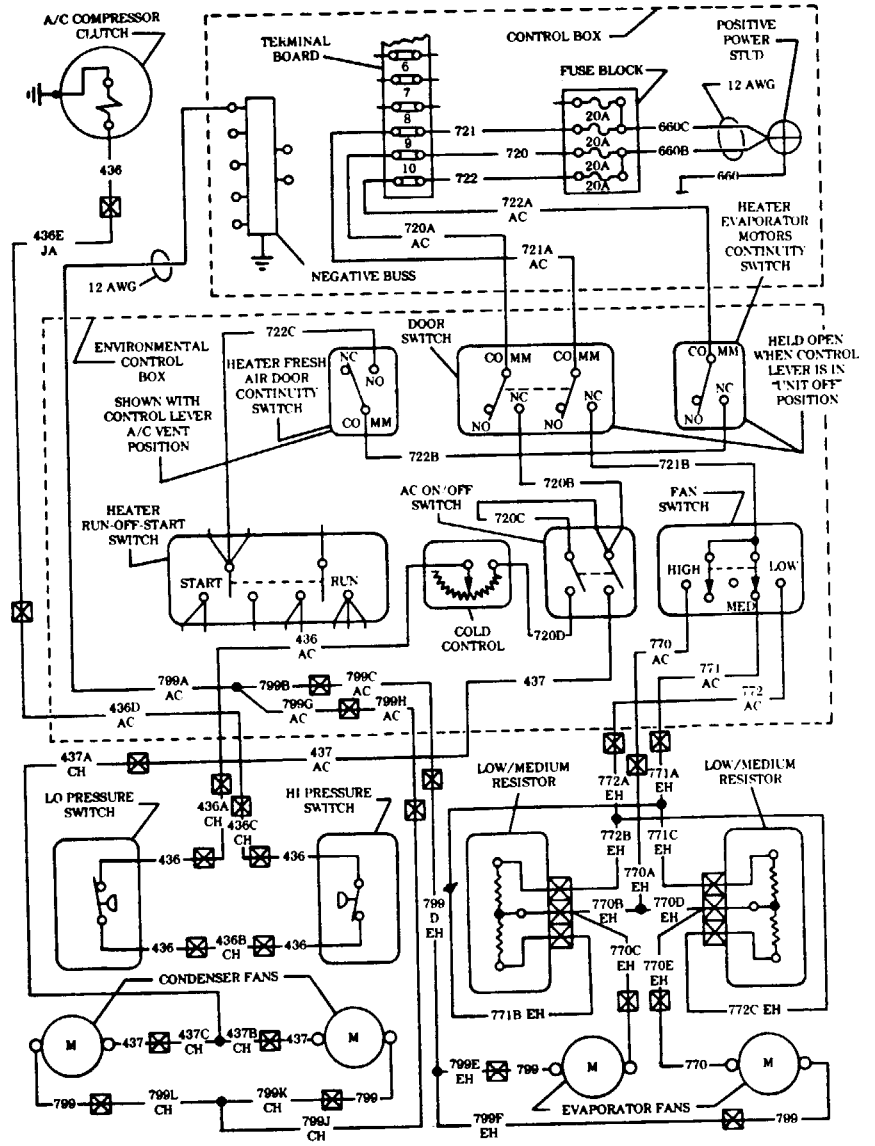 A/C COMPRESSOR
CLUTCH
TERMINAL
BOARD
CONTROL BOX
POSITIVE
POWER
STUD
FUSE BLOCK
12 AWG
6
7
8
9
10
20A
20A
20A
20A
721
720
722
660C
660B
660
436
436E
JA
12 AWG
NEGATIVE BUSS
720A
AC
722A
AC
721A
AC
HEATER
EVAPORATOR
MOTORS
CONTINUITY
SWITCH
ENVIRONMENTAL
CONTROL
BOX
722C
HEATER FRESH
AIR DOOR
CONTINUITY
SWITCH
NC
NO
CO MM
DOOR
SWITCH
CO MM
CO MM
NO
NC
NO
NC
CO MM
NC
NO
HELD OPEN
WHEN CONTROL
LEVER IS IN
"UNIT OFF"
POSITION
SHOWN WITH
CONTROL LEVER
A/C VENT
POSITION
722B
721B
720B
HEATER
RUN-OFF-START
SWITCH
AC ON/OFF
SWITCH
720C
FAN
SWITCH
START
RUN
HIGH
LOW
MED
COLD
CONTROL
720D
436
AC
437
770
AC
771
AC
772
AC
799A
AC
799B
799C
AC
799G
AC
799H
AC
436D
AC
437A
CH
437
AC
772A
EH
771A
EH
LOW/MEDIUM
RESISTOR
LOW/MEDIUM
RESISTOR
LO PRESSURE
SWITCH
HI PRESSURE
SWITCH
436A
CH
436C
CH
436
436
772B
EH
771C
EH
770A
EH
799
D
EH
770B
EH
770D
EH
436
436B
CH
436
770C
EH
770E
EH
CONDENSER FANS
771B EH
772C EH
M
437
437C
CH
437B
CH
437
M
799E
EH
799
M
770
M
799
799L
CH
799K
CH
799
799J
CH
EVAPORATOR FANS
799F
EH
799